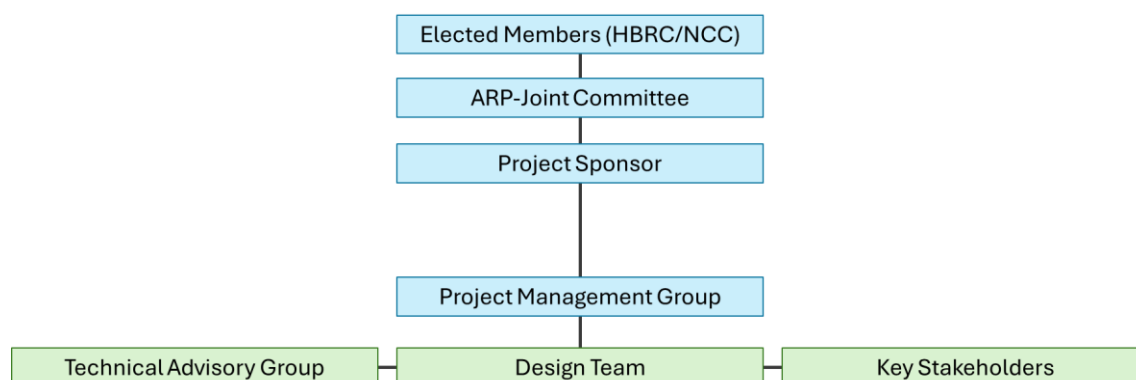 Elected Members (HBRC/NCC)
ARP-Joint Committee
Project Sponsor
Project Management Group
Technical Advisory Group
Design Team
Key Stakeholders